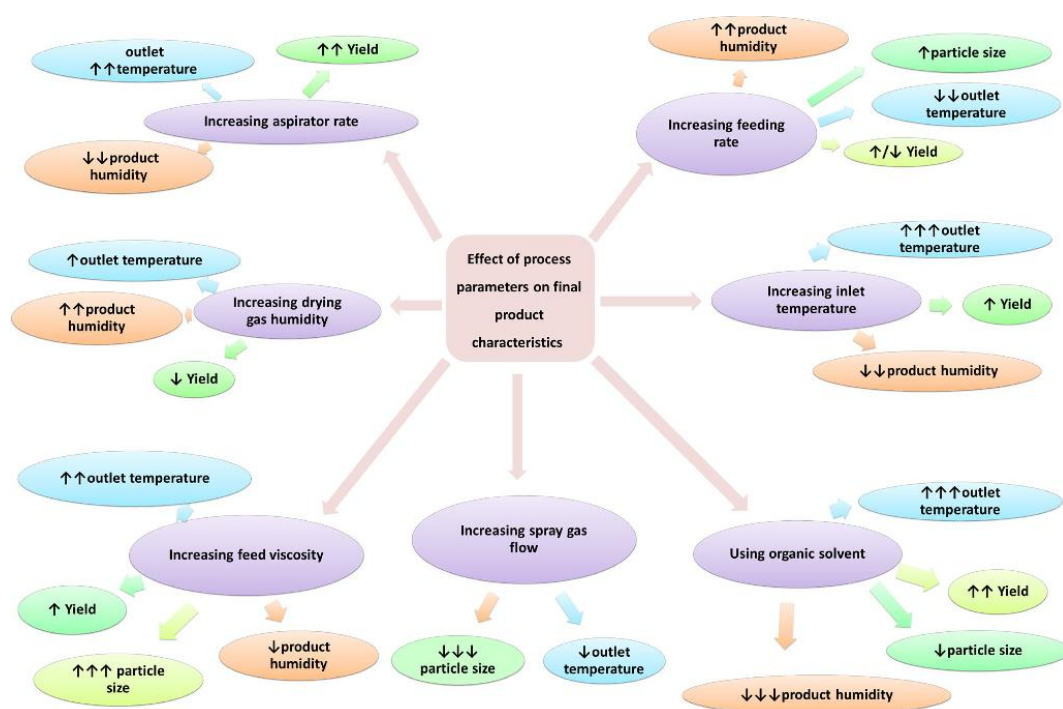 outlet
↑↑temperature
↑↑ Yield
Increasing aspirator rate
↓↓product
humidity
↑↑product
humidity
↑particle size
↓↓outlet
temperature
Increasing feeding
rate
↑/↓ Yield
Effect of process
parameters on final
product
characteristics
↑outlet temperature
↑↑product
humidity
Increasing drying
gas humidity
↓ Yield
↑↑↑outlet
temperature
Increasing inlet
temperature
↑ Yield
↓↓product humidity
↑↑outlet temperature
Increasing feed viscosity
↑ Yield
↑↑↑ particle
size
↓product
humidity
Increasing spray gas
flow
↓↓↓
particle size
↓outlet
temperature
↑↑↑outlet
temperature
Using organic solvent
↑↑ Yield
↓particle size
↓↓↓product humidity